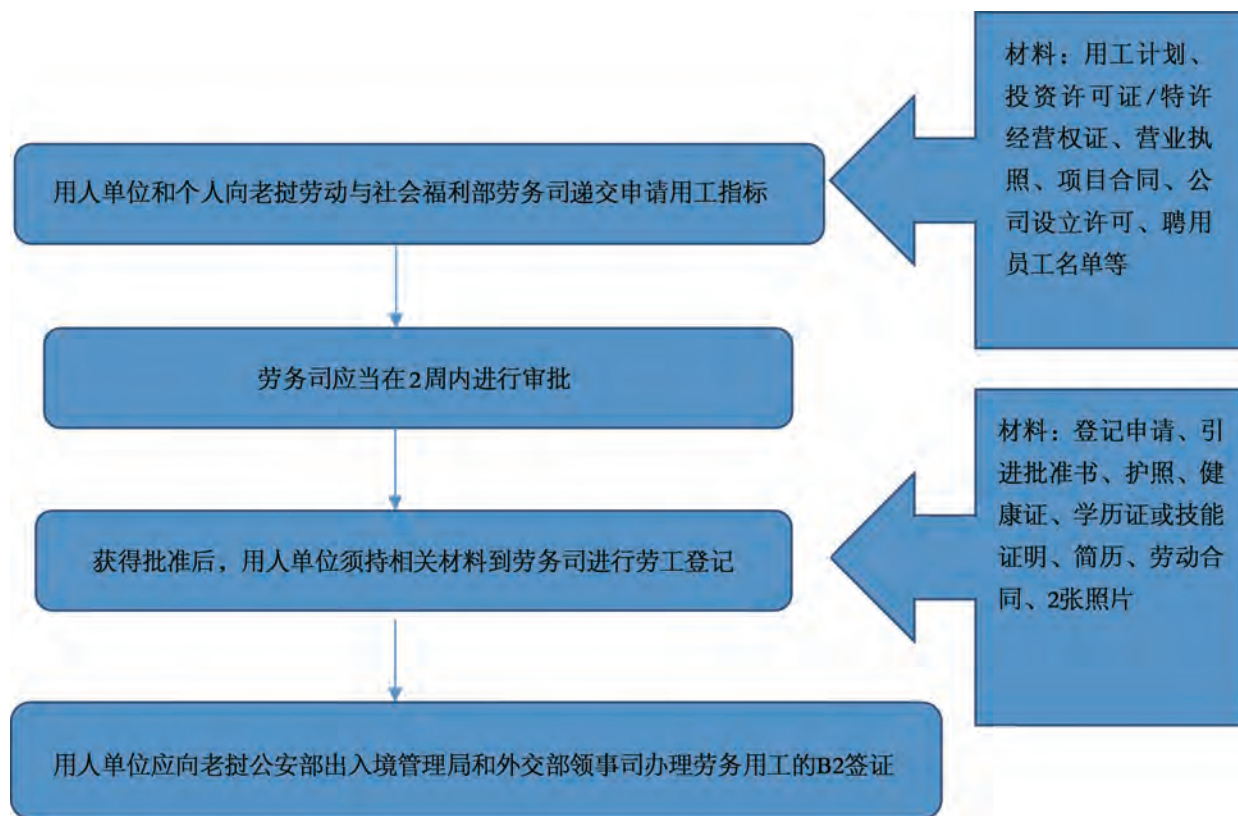 材料：用工计划、
投资许可证/特许
经营权证、营业执
照、项目合同、公
司设立许可、聘用
员工名单等
用人单位和个人向老挝劳动与社会福利部劳务司递交申请用工指标
劳务司应当在2周内进行审批
材料：登记申请、引
进批准书、护照、健
康证、学历证或技能
证明、简历、劳动合
同、2张照片
获得批准后，用人单位须持相关材料到劳务司进行劳工登记
用人单位应向老挝公安部出入境管理局和外交部领事司办理劳务用工的B2签证